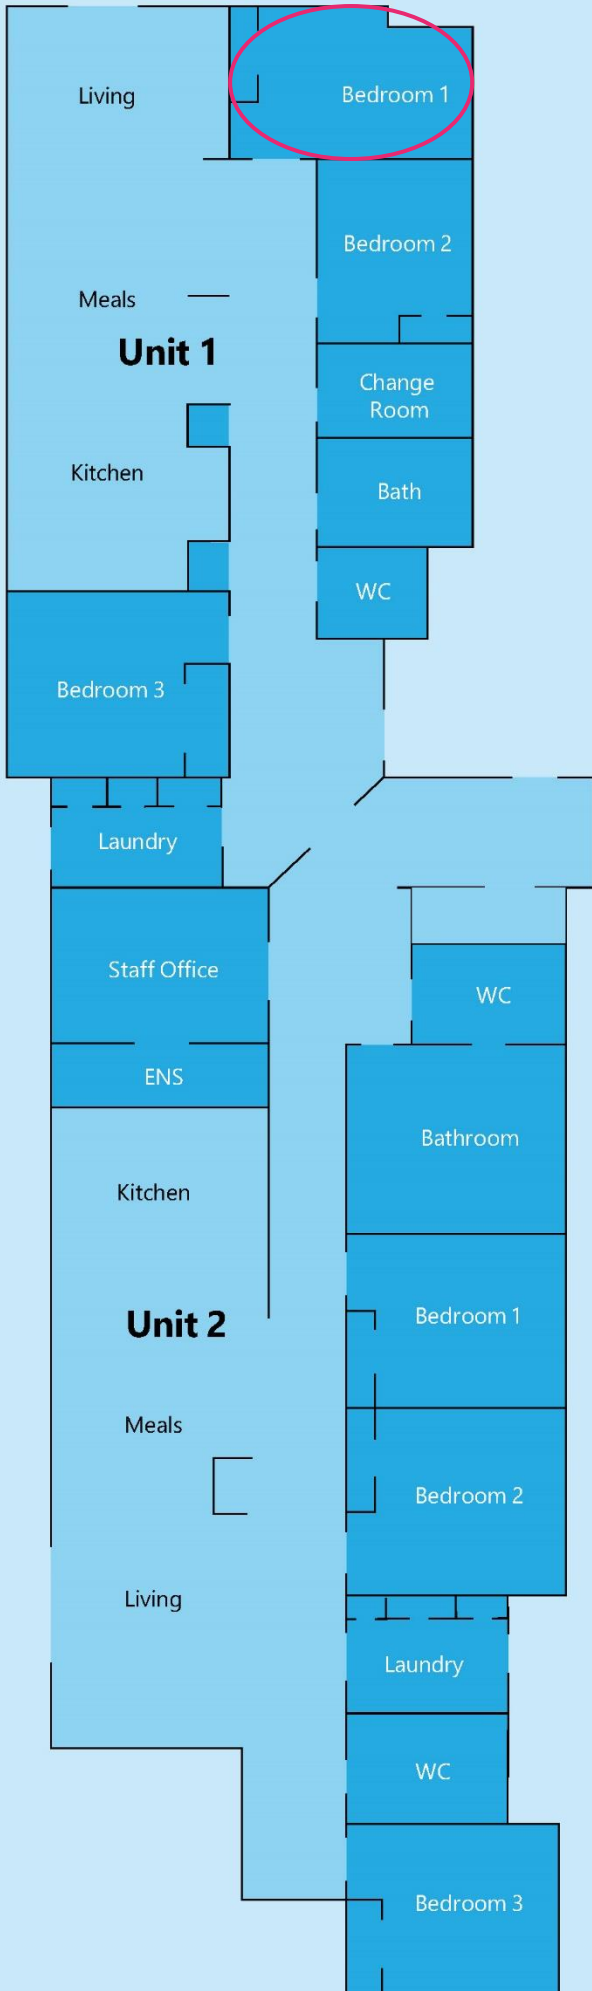 Living
Bedroom 1
Bedroom 2
Meals
Unit 1
Change
Room
Kitchen
Bath
WC
Bedroom 3
Laundry
Staff Office
WC
ENS
Bathroom
Kitchen
Bedroom 1
Unit 2
Meals
Bedroom 2
Living
Laundry
WC
Bedroom 3